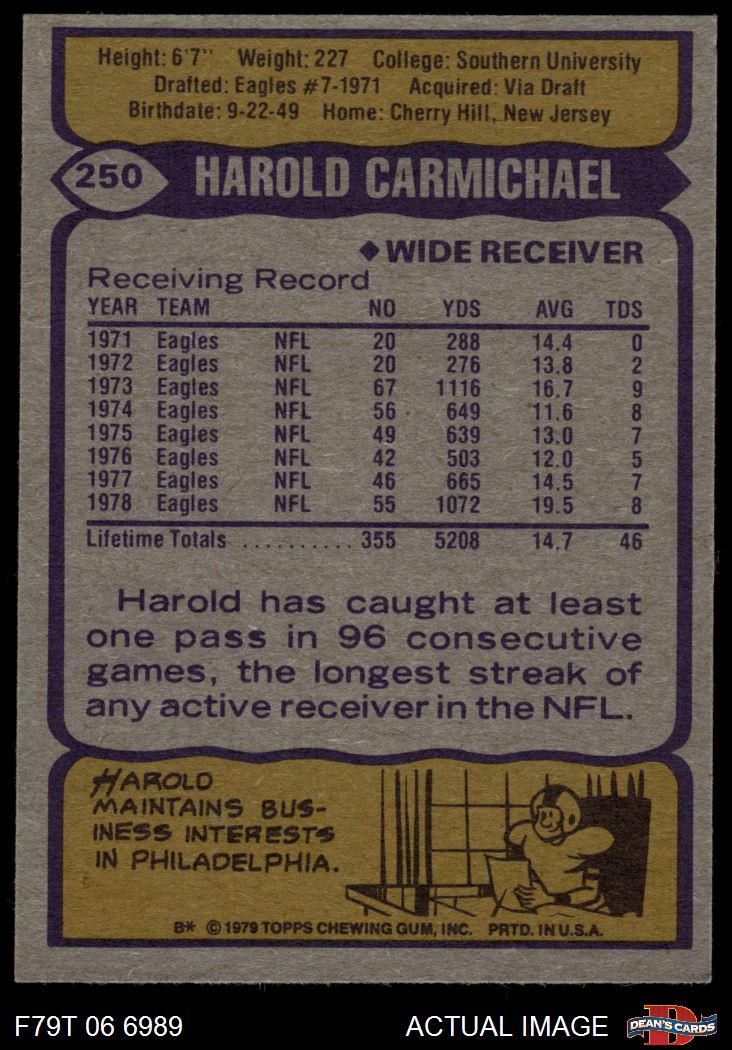 Height: 6'7'' Weight: 227 College: Southern University
Drafted: Eagles #7-1971 Acquired: Via Draft
Birthdate: 9-22-49 Home: Cherry Hill, New Jersey
250 HAROLD CARMICHAEL
◆ WIDE RECEIVER
Receiving Record
YEAR TEAM NO YDS AVG TDS
1971 Eagles NFL 20 288 14.4 0
1972 Eagles NFL 20 276 13.8 2
1973 Eagles NFL 67 1116 16.7 9
1974 Eagles NFL 56 649 11.6 8
1975 Eagles NFL 49 639 13.0 7
1976 Eagles NFL 42 503 12.0 5
1977 Eagles NFL 46 665 14.5 7
1978 Eagles NFL 55 1072 19.5 8
Lifetime Totals .......... 355 5208 14.7 46
Harold has caught at least
one pass in 96 consecutive
games, the longest streak of
any active receiver in the NFL.
HAROLD
MAINTAINS BUS-
INESS INTERESTS
IN PHILADELPHIA.
B* © 1979 TOPPS CHEWING GUM, INC. PRTD. IN U.S.A.
F79T 06 6989 ACTUAL IMAGE D DEAN'S CARDS